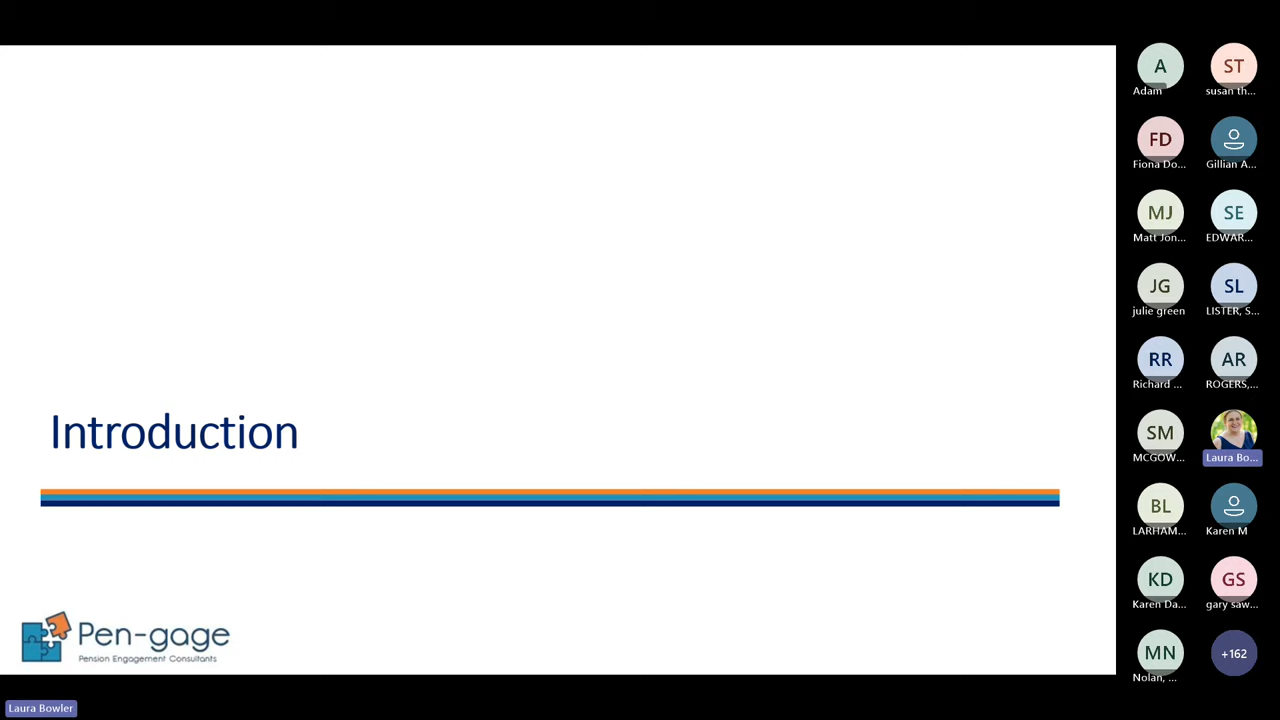 Introduction
Pen-gage
Pension Engagement Consultants
Laura Bowler
A
Adam
ST
susan th...
FD
Fiona Do...
Gillian A...
MJ
Matt Jon...
SE
EDWAR...
JG
julie green
SL
LISTER, S...
RR
Richard ...
AR
ROGERS,...
SM
MCGOW...
Laura Bo...
BL
LARHAM...
Karen M
KD
Karen Da...
GS
gary saw...
MN
Nolan, ...
+162